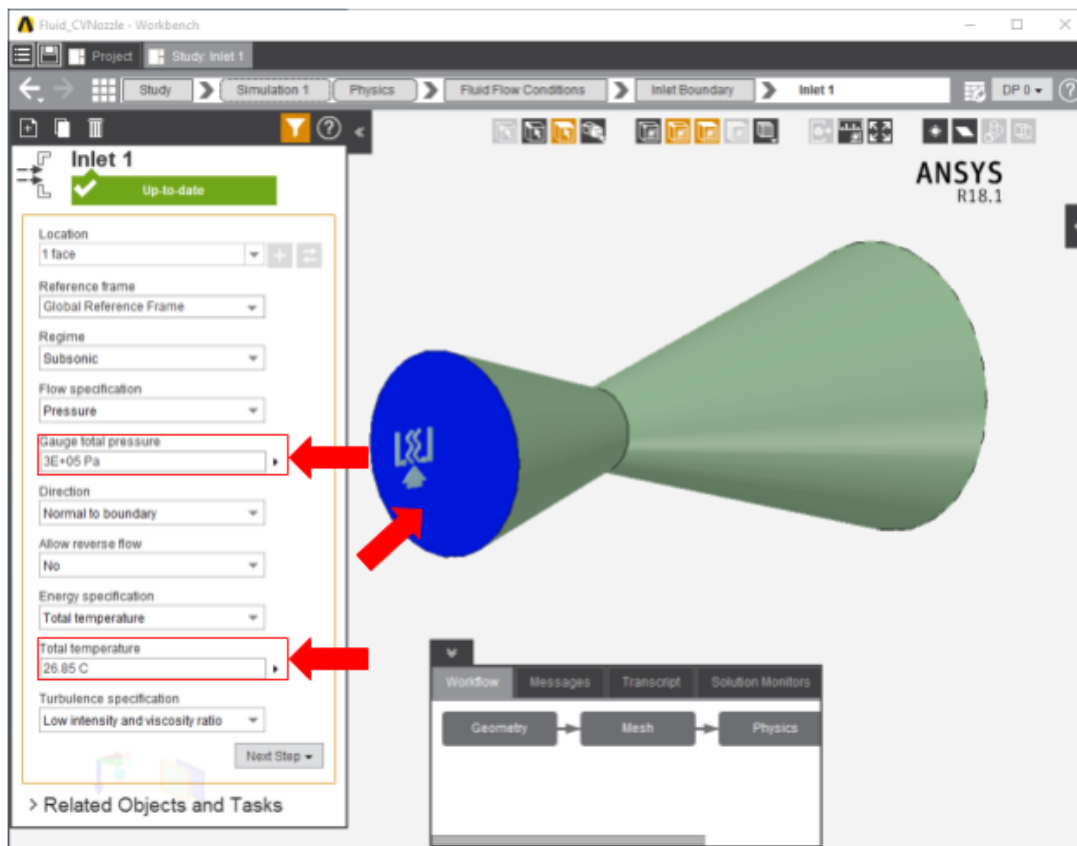 Fluid_CVNozzle - Workbench
Project
Study: Inlet 1
Study
Simulation 1
Physics
Fluid Flow Conditions
Inlet Boundary
Inlet 1
DP 0
Inlet 1
Up-to-date
Location
1 face
Reference frame
Global Reference Frame
Regime
Subsonic
Flow specification
Pressure
Gauge total pressure
3E+05 Pa
Direction
Normal to boundary
Allow reverse flow
No
Energy specification
Total temperature
Total temperature
26.85 C
Turbulence specification
Low intensity and viscosity ratio
Next Step
> Related Objects and Tasks
ANSYS
R18.1
Workflow
Messages
Transcript
Solution Monitors
Geometry
Mesh
Physics